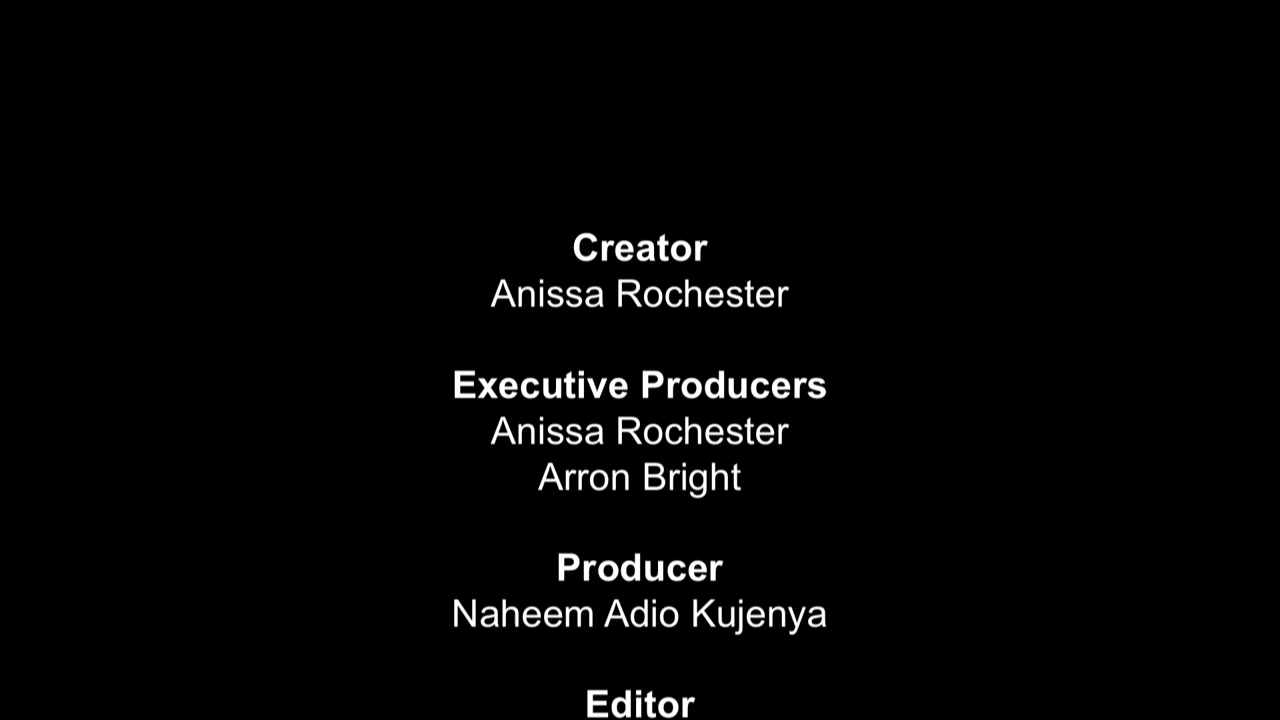 Creator
Anissa Rochester
Executive Producers
Anissa Rochester
Arron Bright
Producer
Naheem Adio Kujenya
Editor